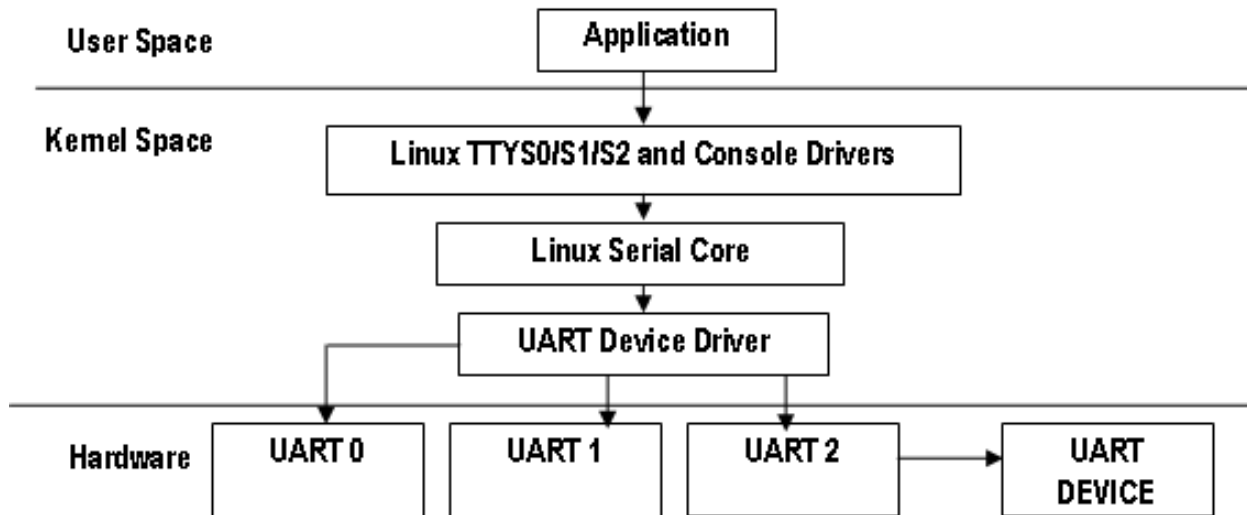 User Space
Application
Kernel Space
Linux TTYS0/S1/S2 and Console Drivers
Linux Serial Core
UART Device Driver
Hardware
UART 0
UART 1
UART 2
UART
DEVICE